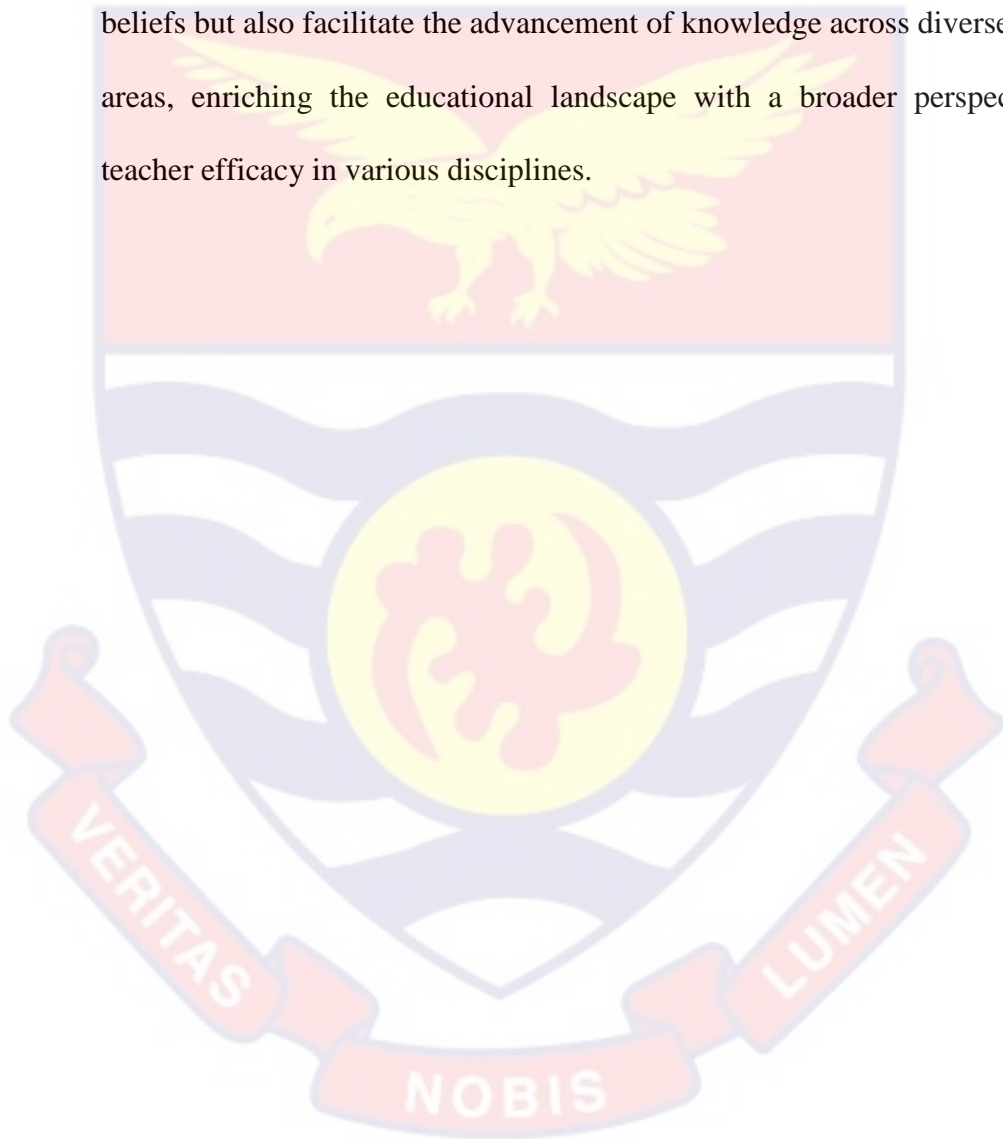 beliefs but also facilitate the advancement of knowledge across diverse
areas, enriching the educational landscape with a broader
teacher efficacy in various disciplines.
VERITAS
NOBIS
LUMEN